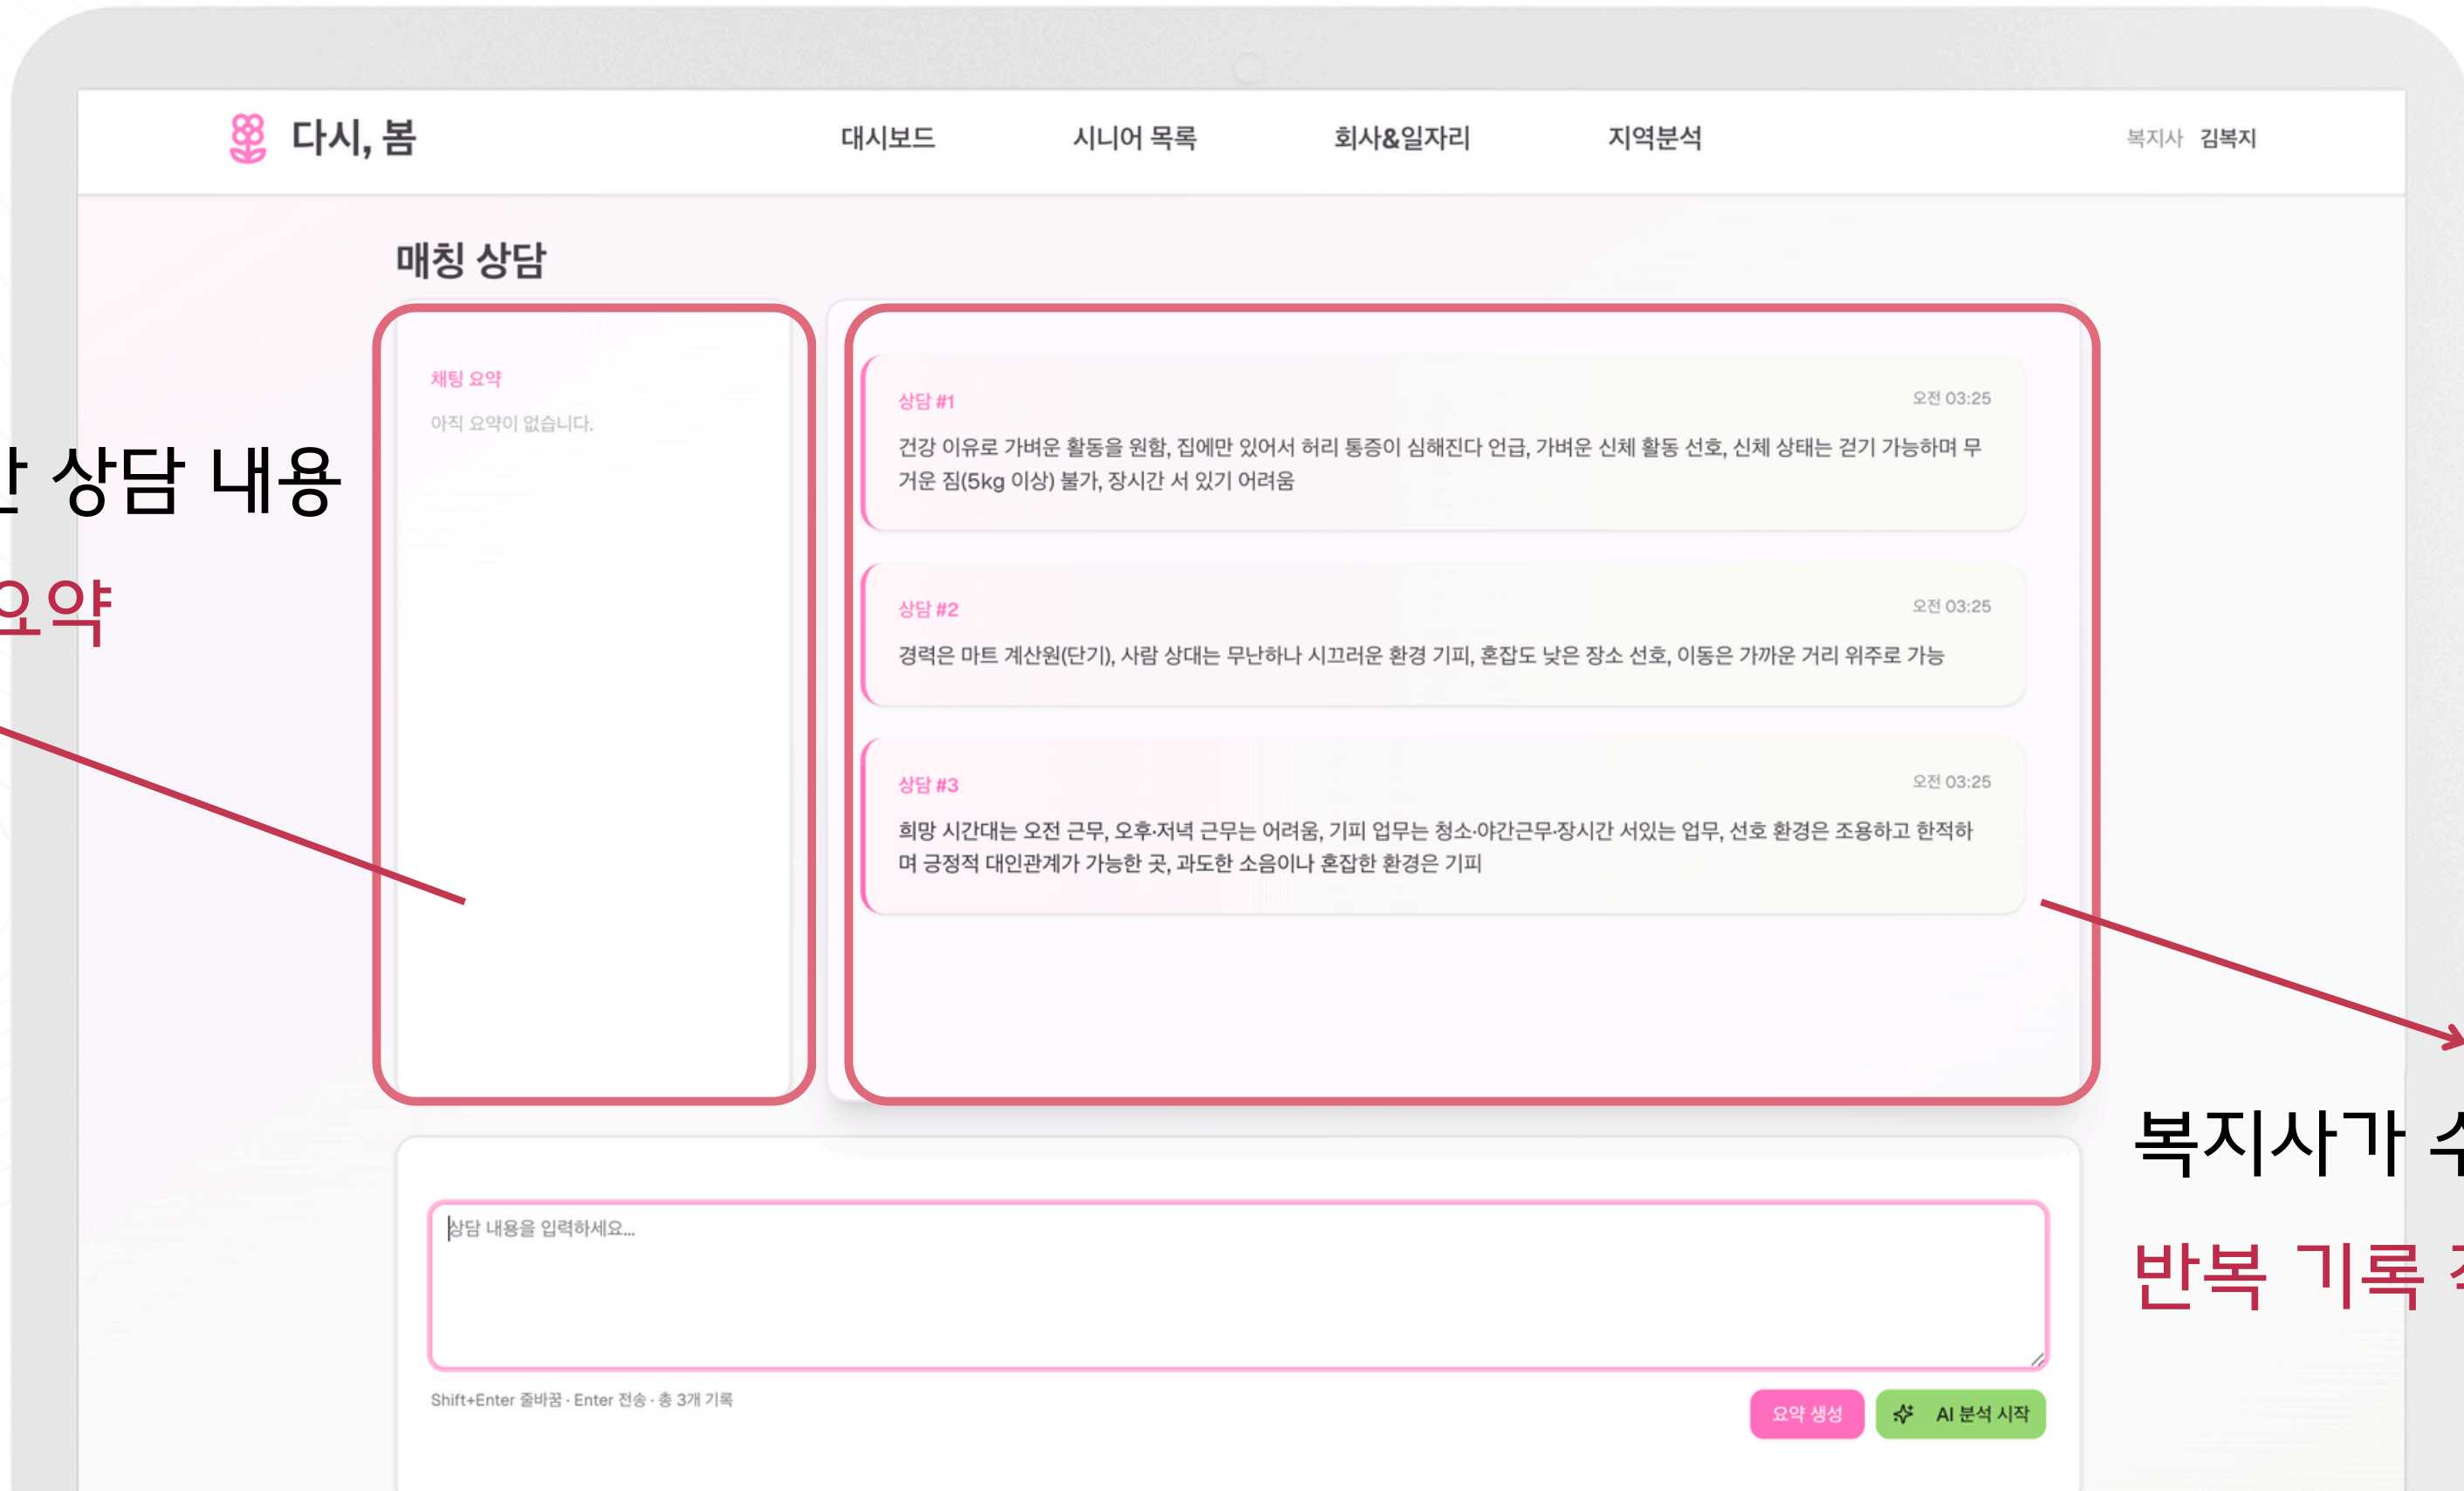 다시, 봄
대시보드
시니어 목록
회사&일자리
지역분석
복지사 김복지
매칭 상담
채팅 요약
아직 요약이 없습니다.
상담 내용
요약
상담 #1
오전 03:25
건강 이유로 가벼운 활동을 원함, 집에만 있어서 허리 통증이 심해진다 언급, 가벼운 신체 활동 선호, 신체 상태는 걷기 가능하며 무
거운 짐(5kg 이상) 불가, 장시간 서 있기 어려움
상담 #2
오전 03:25
경력은 마트 계산원(단기), 사람 상대는 무난하나 시끄러운 환경 기피, 혼잡도 낮은 장소 선호, 이동은 가까운 거리 위주로 가능
상담 #3
오전 03:25
희망 시간대는 오전 근무, 오후·저녁 근무는 어려움, 기피 업무는 청소·야간근무·장시간 서있는 업무, 선호 환경은 조용하고 한적하
며 긍정적 대인관계가 가능한 곳, 과도한 소음이나 혼잡한 환경은 기피
복지사가
반복 기록
상담 내용을 입력하세요...
Shift+Enter 줄바꿈 · Enter 전송 · 총 3개 기록
요약 생성
AI 분석 시작